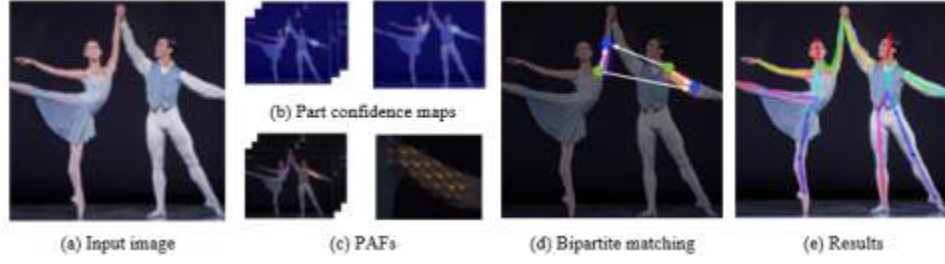 (b) Part confidence maps
(a) Input image
(c) PAFs
(d) Bipartite matching
(e) Results